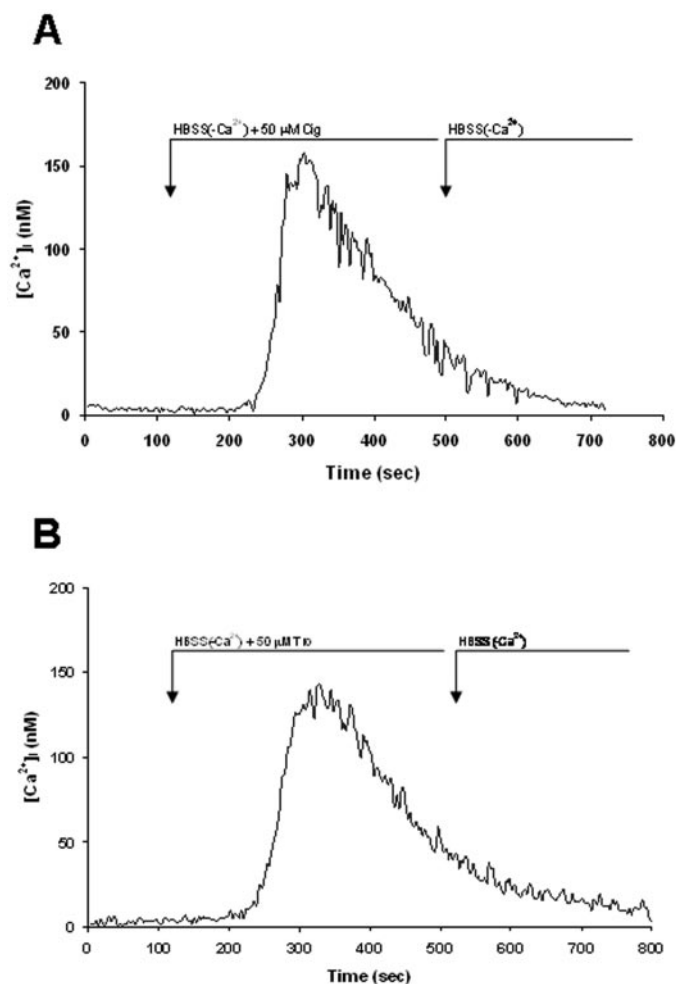 A
200
HBSS(-Ca²⁺) + 50 µM Cig HBSS(-Ca²⁺)
150
[Ca²⁺]i (nM)
100
50
0
0 100 200 300 400 500 600 700 800
Time (sec)
B
200
HBSS(-Ca²⁺) + 50 µM Tro HBSS(-Ca²⁺)
150
[Ca²⁺]i (nM)
100
50
0
0 100 200 300 400 500 600 700 800
Time (sec)